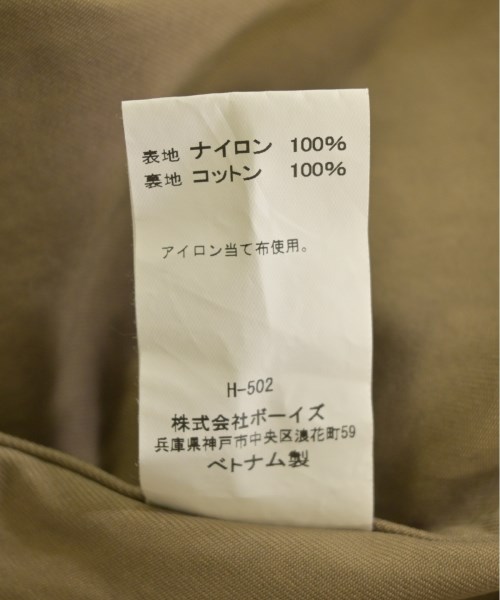 表地 ナイロン 100%
裏地 コットン 100%
アイロン当て布使用。
H-502
株式会社ボーイズ
兵庫県神戸市中央区浪花町59
ベトナム製